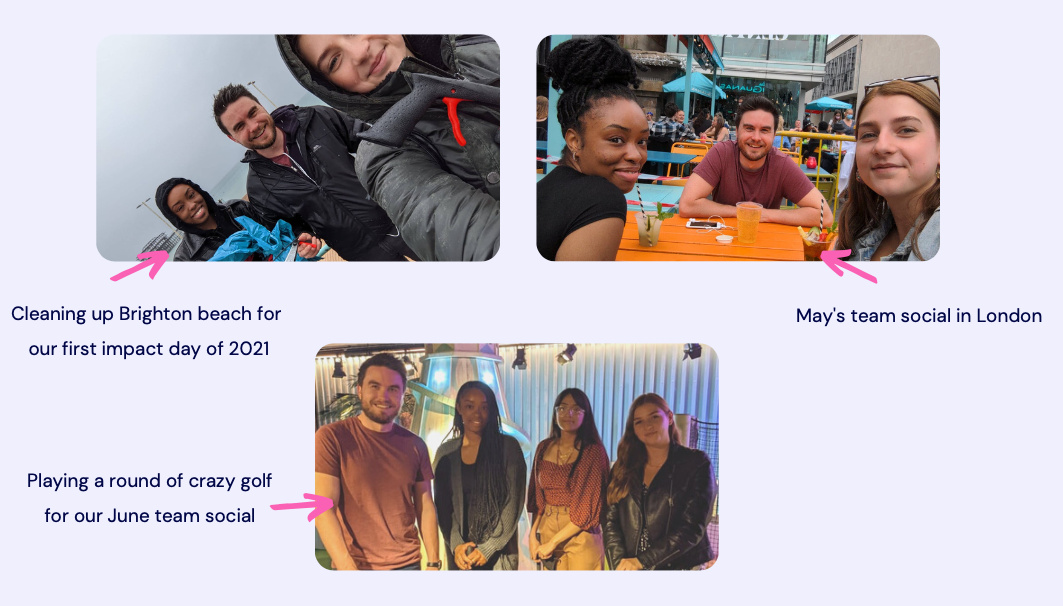 Cleaning up Brighton beach for
our first impact day of 2021
May's team social in London
Playing a round of crazy golf
for our June team social